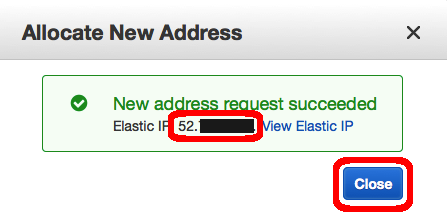 Allocate New Address
New address request succeeded
Elastic IP 52. View Elastic IP
Close